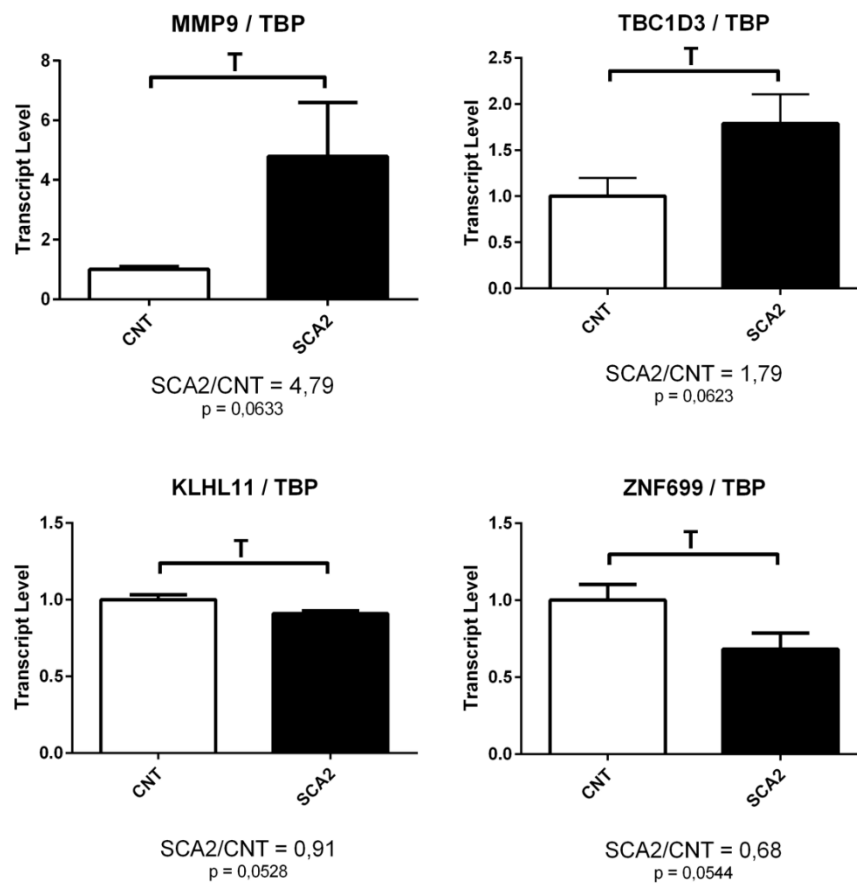 MMP9 / TBP
T
Transcript Level
8
6
4
2
0
CNT
SCA2
SCA2/CNT = 4,79
p = 0,0633
TBC1D3 / TBP
T
Transcript Level
2.5
2.0
1.5
1.0
0.5
0.0
CNT
SCA2
SCA2/CNT = 1,79
p = 0,0623
KLHL11 / TBP
T
Transcript Level
1.5
1.0
0.5
0.0
CNT
SCA2
SCA2/CNT = 0,91
p = 0,0528
ZNF699 / TBP
T
Transcript Level
1.5
1.0
0.5
0.0
CNT
SCA2
SCA2/CNT = 0,68
p = 0,0544